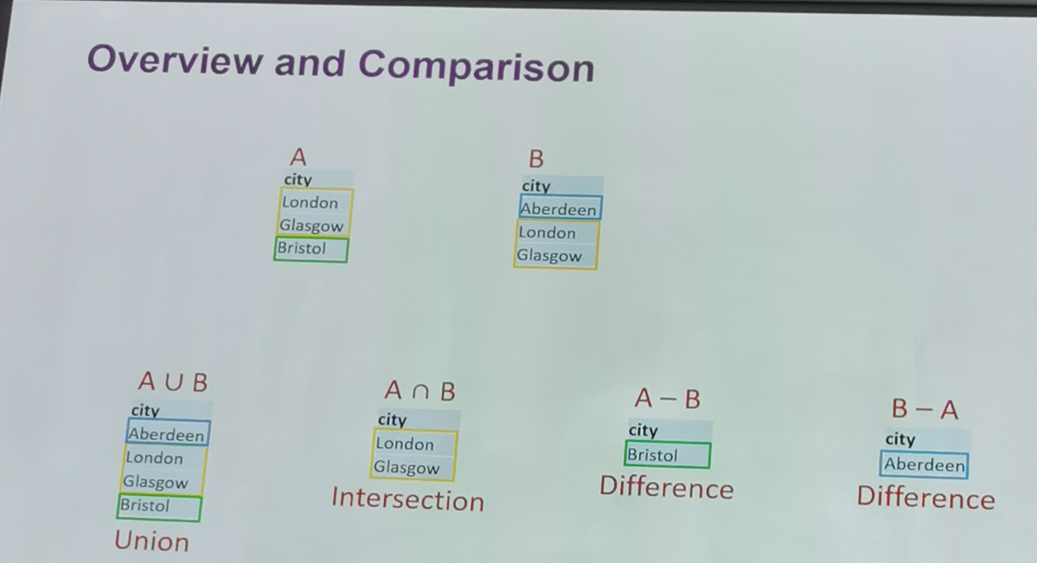 Overview and Comparison
A
city
London
Glasgow
Bristol
B
city
Aberdeen
London
Glasgow
A ∪ B
city
Aberdeen
London
Glasgow
Bristol
Union
A ∩ B
city
London
Glasgow
Intersection
A – B
city
Bristol
Difference
B – A
city
Aberdeen
Difference